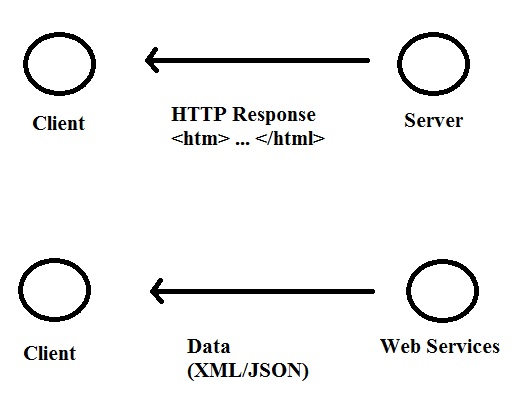 Client
HTTP Response
<htm> ... </html>
Server
Client
Data
(XML/JSON)
Web Services